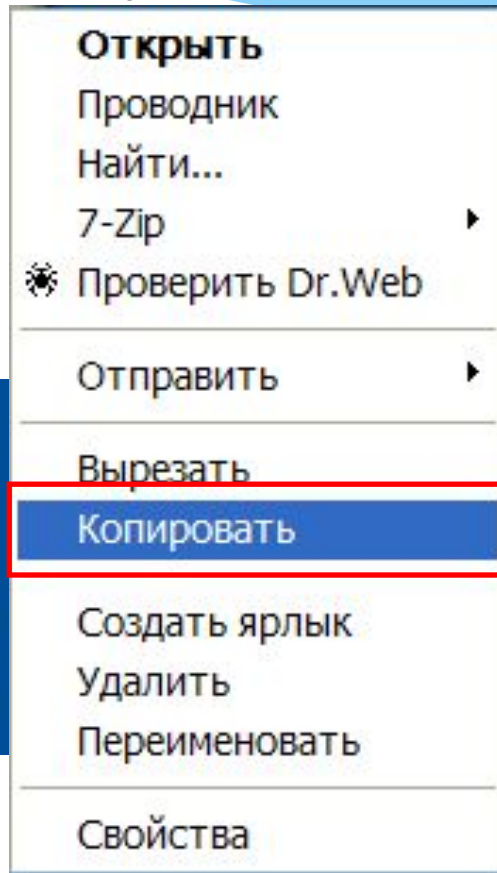 Открыть
Проводник
Найти...
7-Zip
Проверить Dr.Web
Отправить
Вырезать
Копировать
Создать ярлык
Удалить
Переименовать
Свойства